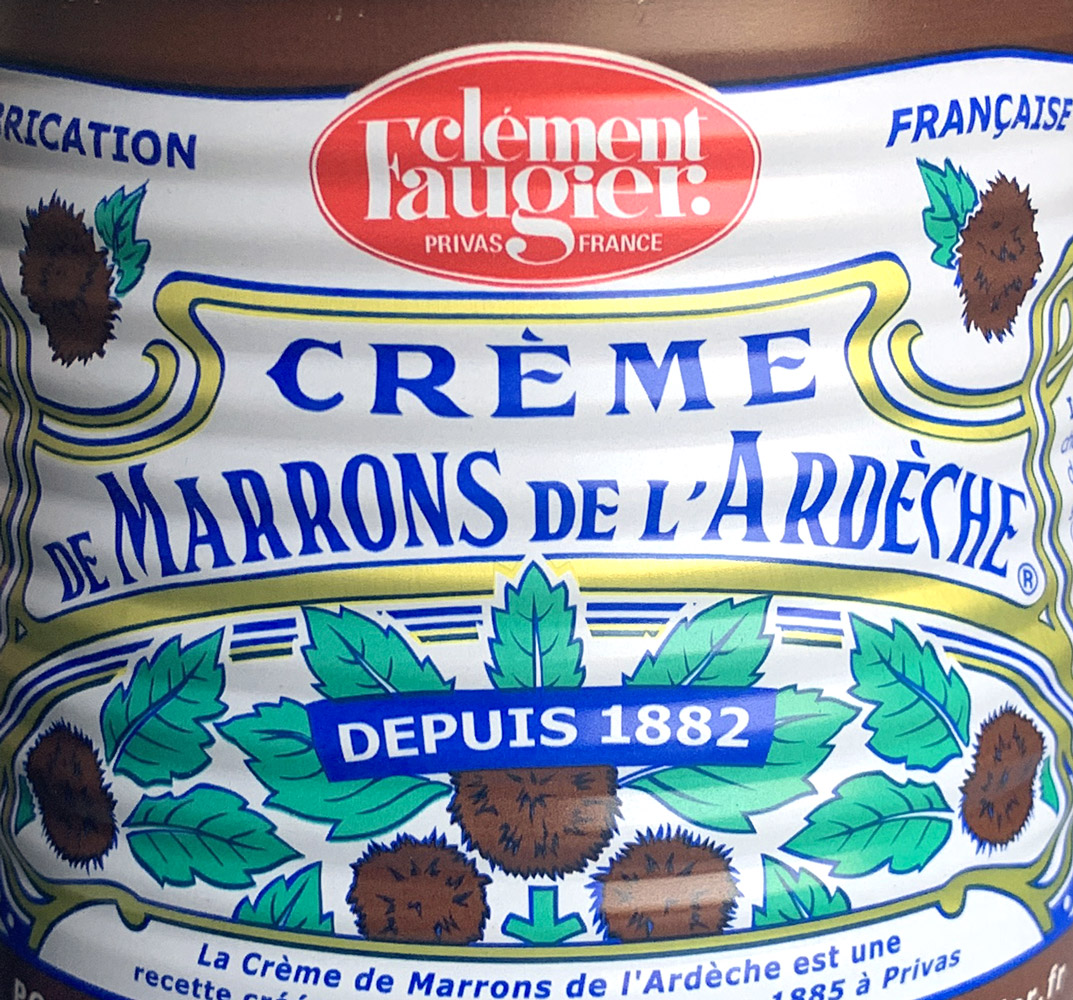 FRANÇAISE
clément
Faugier.
PRIVAS FRANCE
CRÈME
DE MARRONS DE L'ARDÈCHE ®
DEPUIS 1882
La Crème de Marrons de l'Ardèche est une
recette 1885 à Privas